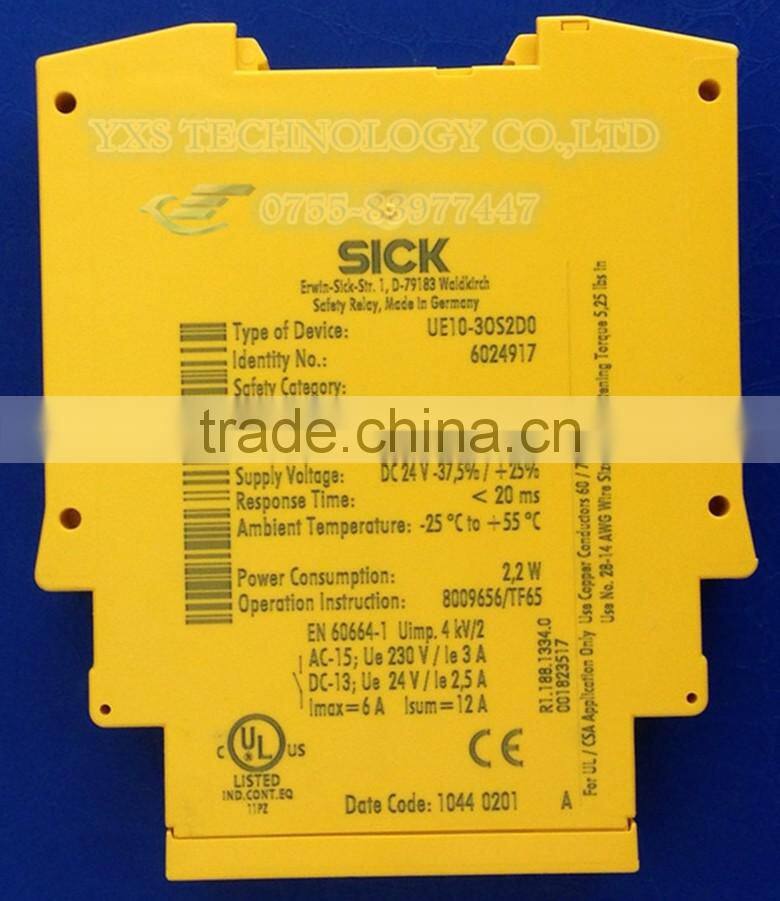 YXS TECHNOLOGY CO.,LTD
0755-83977447
SICK
Erwin-Sick-Str. 1, D-79183 Waldkirch
Safety Relay, Made in Germany
Type of Device: UE10-3OS2D0
Identity No.: 6024917
Safety Category:
trade.china.cn
Supply Voltage: DC 24 V -37,5% / +25%
Response Time: < 20 ms
Ambient Temperature: -25 °C to +55 °C
Power Consumption: 2,2 W
Operation Instruction: 8009656/TF65
EN 60664-1 Uimp. 4 kV/2
AC-15; Ue 230 V / Ie 3 A
DC-13; Ue 24 V / Ie 2,5 A
Imax=6 A Isum=12 A
C UL US
LISTED
IND.CONT.EQ
11PZ
CE
Date Code: 1044 0201 A
R1.188.1334.0
001823517
For UL / CSA Application Only Use Copper Conductors 60 / 7
Use No. 28-14 AWG Wire Size
ening Torque 5,25 lbs in